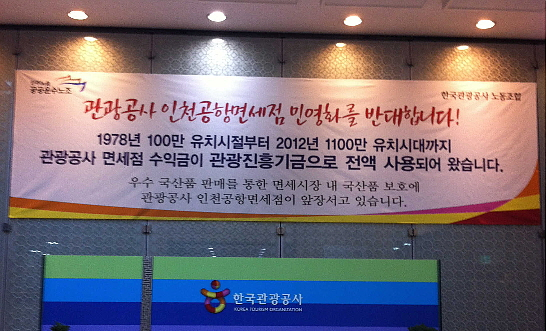 공공운수노조
한국관광공사 노동조합
관광공사 인천공항면세점 민영화를 반대합니다!
1978년 100만 유치시절부터 2012년 1100만 유치시대까지
관광공사 면세점 수익금이 관광진흥기금으로 전액 사용되어 왔습니다.
우수 국산품 판매를 통한 면세시장 내 국산품 보호에
관광공사 인천공항면세점이 앞장서고 있습니다.
한국관광공사
KOREA TOURISM ORGANIZATION